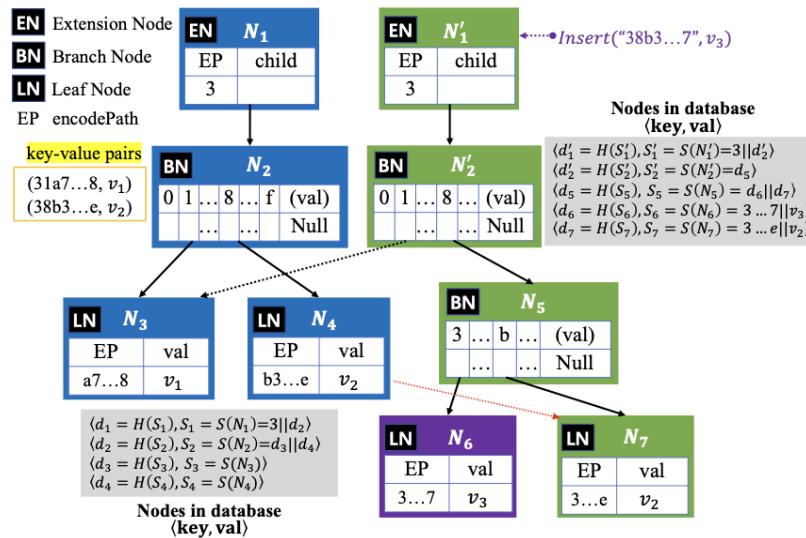 EN Extension Node
BN Branch Node
LN Leaf Node
EP encodePath
key-value pairs
(31a7...8, v₁)
(38b3...e, v₂)
EN N₁
EP child
3
EN N′₁
EP child
3
Insert("38b3...7", v₃)
BN N₂
0 1 ... 8 ... f (val)
... ... Null
BN N′₂
0 1 ... 8 ... (val)
... ... Null
Nodes in database
⟨key, val⟩
⟨d′₁ = H(S′₁), S′₁ = S(N′₁)=3||d′₂⟩
⟨d′₂ = H(S′₂), S′₂ = S(N′₂)=d₅⟩
⟨d₅ = H(S₅), S₅ = S(N₅) = d₆||d₇⟩
⟨d₆ = H(S₆), S₆ = S(N₆) = 3 ... 7||v₃⟩
⟨d₇ = H(S₇), S₇ = S(N₇) = 3 ... e||v₂⟩
LN N₃
EP val
a7...8 v₁
LN N₄
EP val
b3...e v₂
BN N₅
3 ... b ... (val)
... ... Null
LN N₆
EP val
3...7 v₃
LN N₇
EP val
3...e v₂
⟨d₁ = H(S₁), S₁ = S(N₁)=3||d₂⟩
⟨d₂ = H(S₂), S₂ = S(N₂)=d₃||d₄⟩
⟨d₃ = H(S₃), S₃ = S(N₃)⟩
⟨d₄ = H(S₄), S₄ = S(N₄)⟩
Nodes in database
⟨key, val⟩